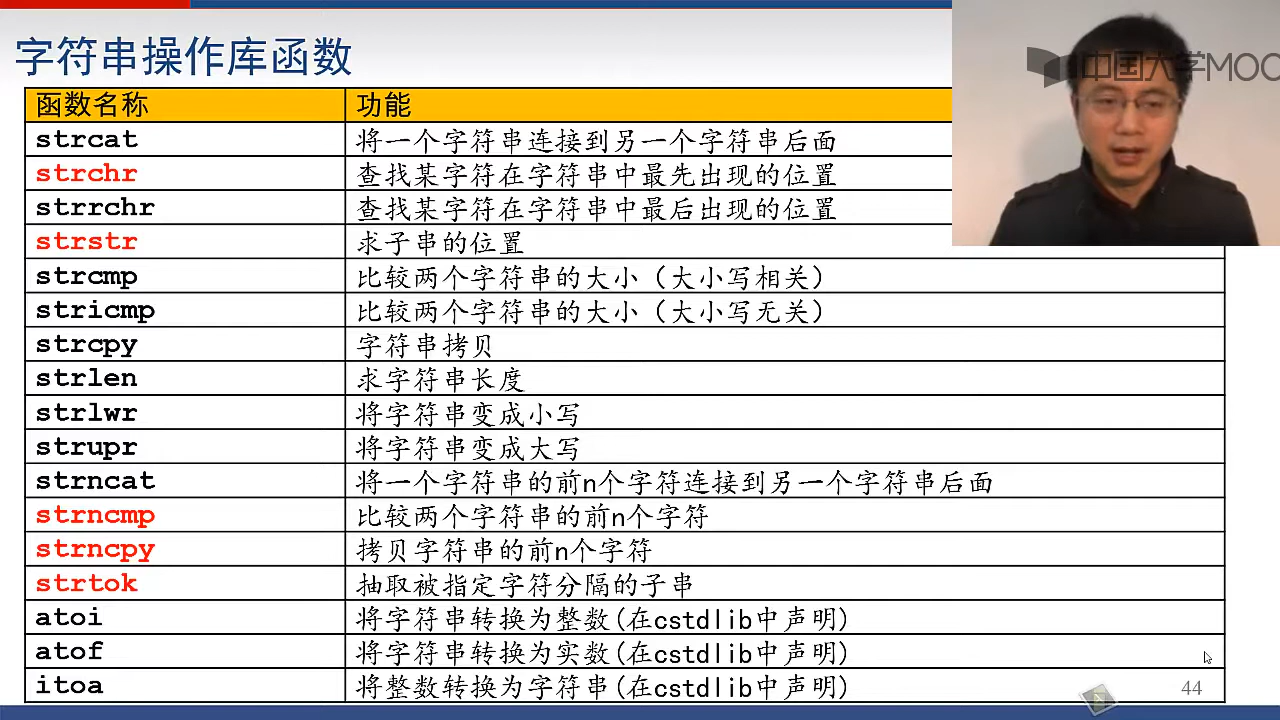 字符串操作库函数
中国大学MOO
函数名称 功能
strcat 将一个字符串连接到另一个字符串后面
strchr 查找某字符在字符串中最先出现的位置
strrchr 查找某字符在字符串中最后出现的位置
strstr 求子串的位置
strcmp 比较两个字符串的大小（大小写相关）
stricmp 比较两个字符串的大小（大小写无关）
strcpy 字符串拷贝
strlen 求字符串长度
strlwr 将字符串变成小写
strupr 将字符串变成大写
strncat 将一个字符串的前n个字符连接到另一个字符串后面
strncmp 比较两个字符串的前n个字符
strncpy 拷贝字符串的前n个字符
strtok 抽取被指定字符分隔的子串
atoi 将字符串转换为整数(在cstdlib中声明)
atof 将字符串转换为实数(在cstdlib中声明)
itoa 将整数转换为字符串(在cstdlib中声明)
44